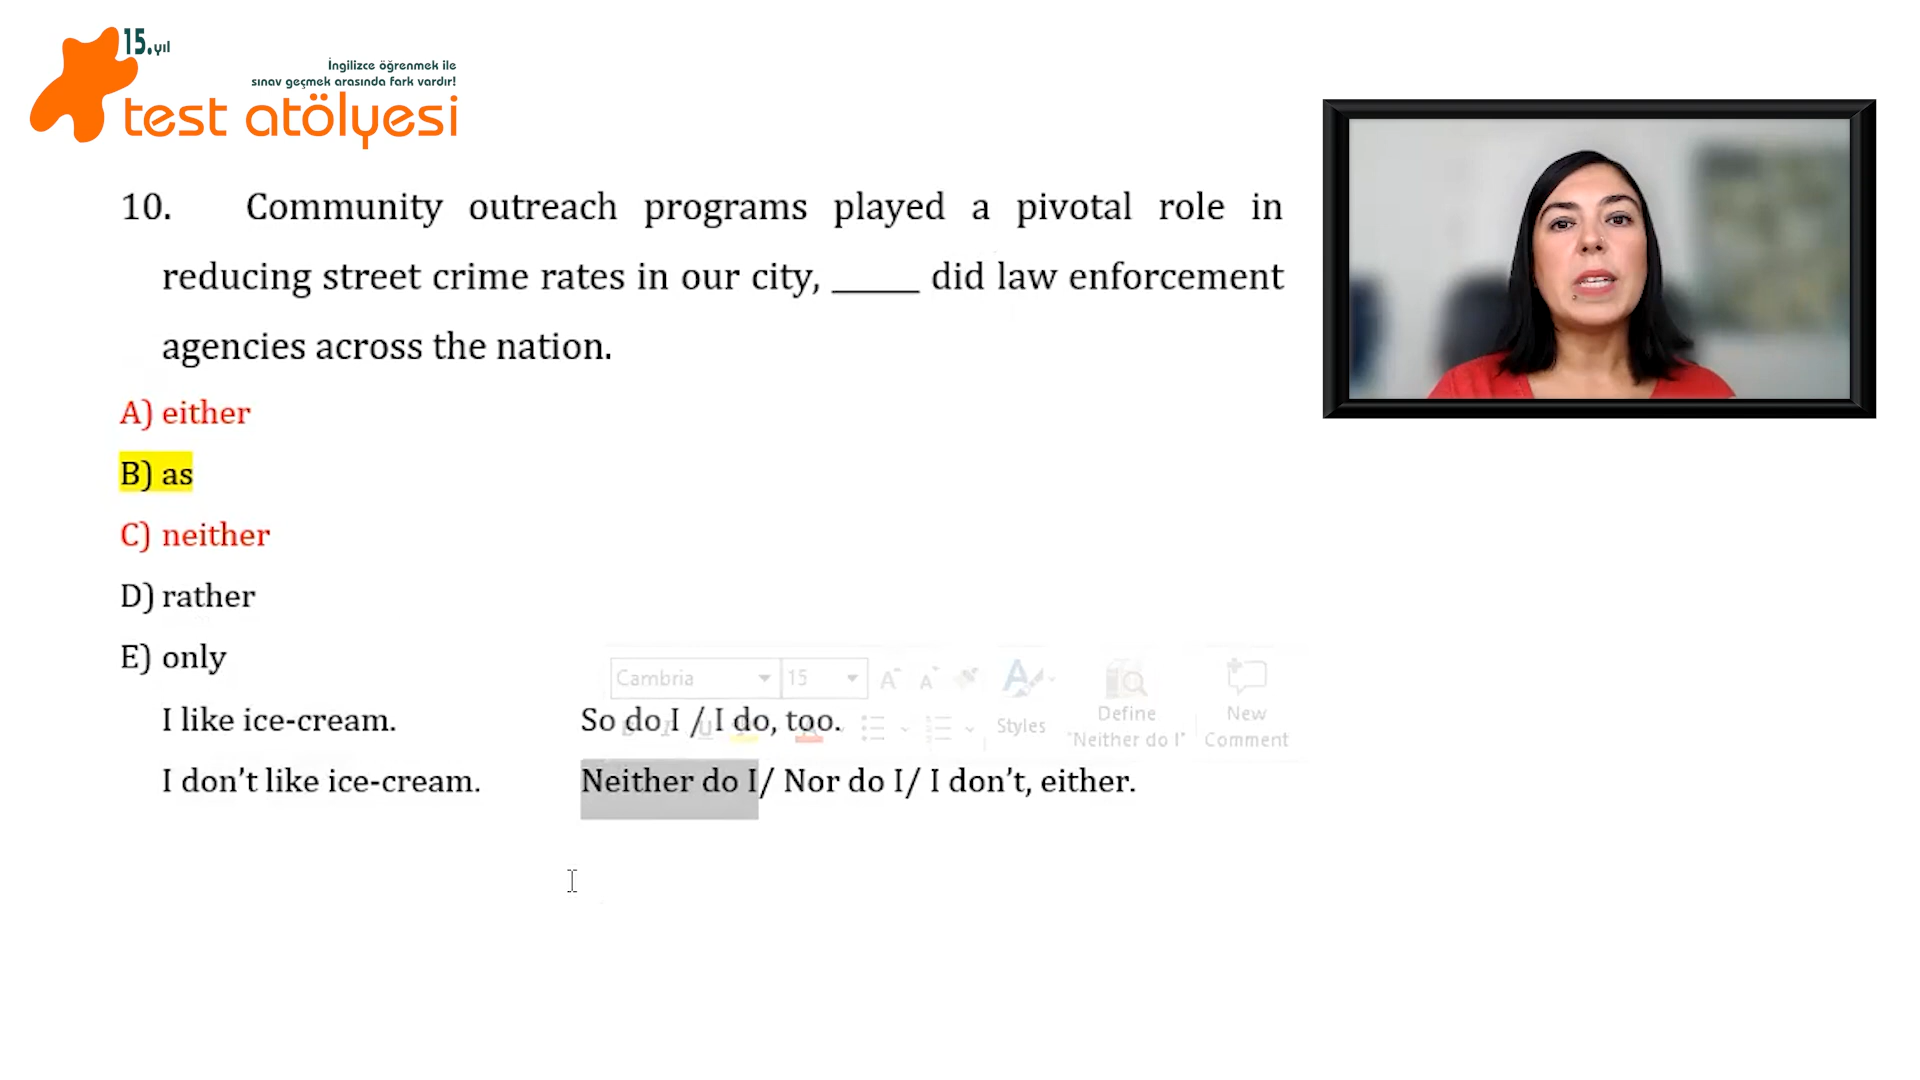 15.yıl
İngilizce öğrenmek ile
sınav geçmek arasında fark vardır!
test atölyesi
10. Community outreach programs played a pivotal role in
reducing street crime rates in our city, _____ did law enforcement
agencies across the nation.
A) either
B) as
C) neither
D) rather
E) only
Cambria 15
Styles
Define
"Neither do I"
New
Comment
I like ice-cream. So do I / I do, too.
I don't like ice-cream. Neither do I/ Nor do I/ I don't, either.